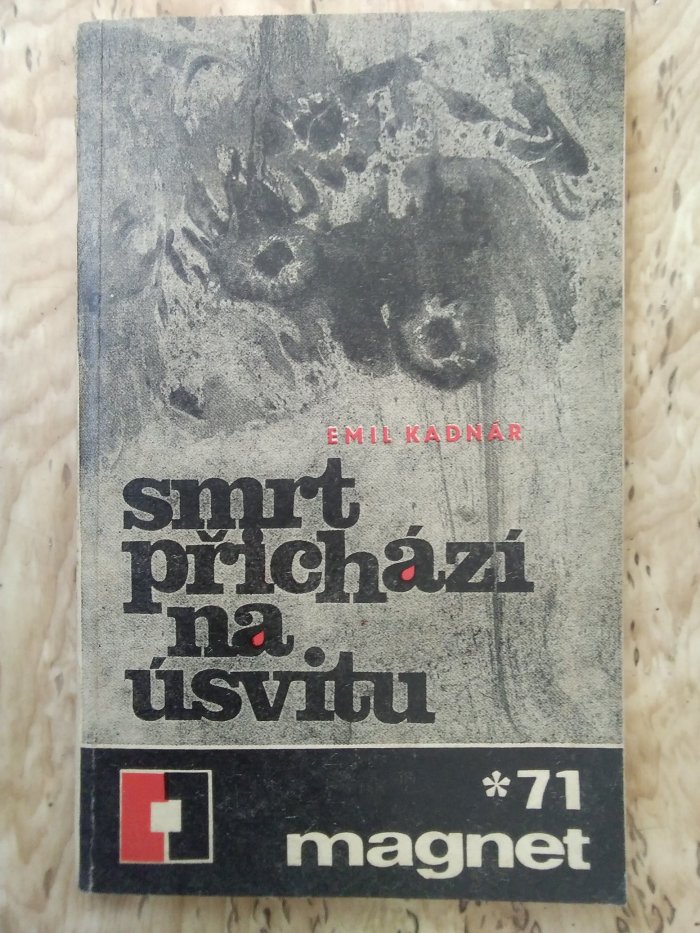 EMIL KADNÁR
smrt
přichází
na
úsvitu
*71
magnet